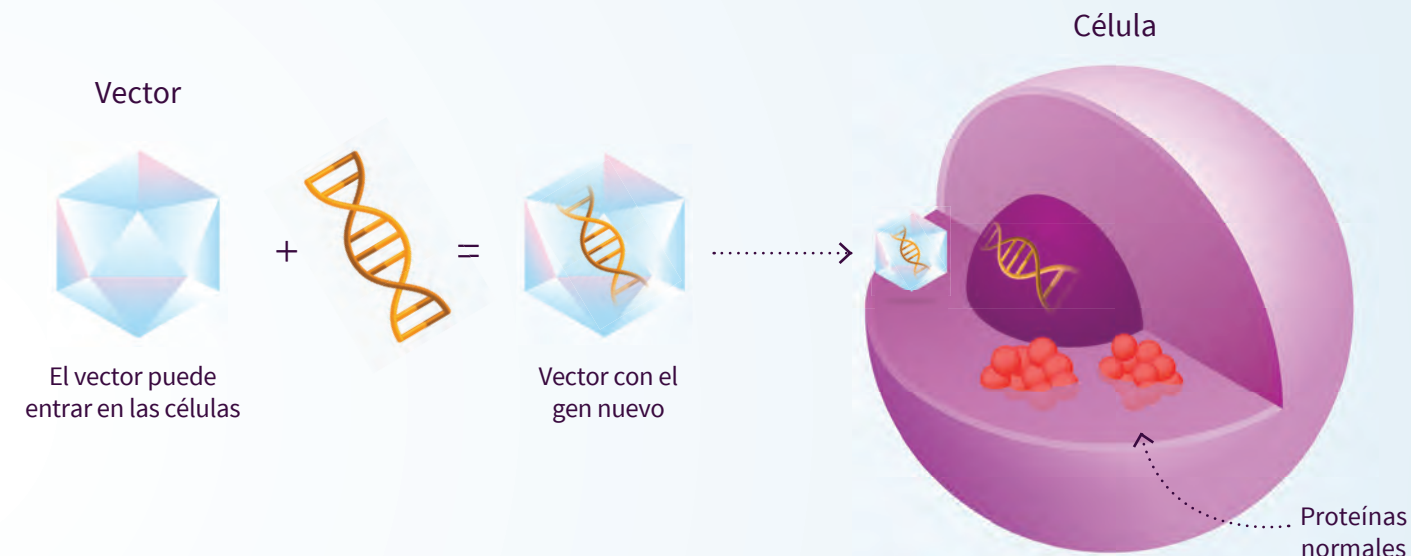 Célula
Vector
+
=
El vector puede
entrar en las células
Vector con el
gen nuevo
Proteínas
normales